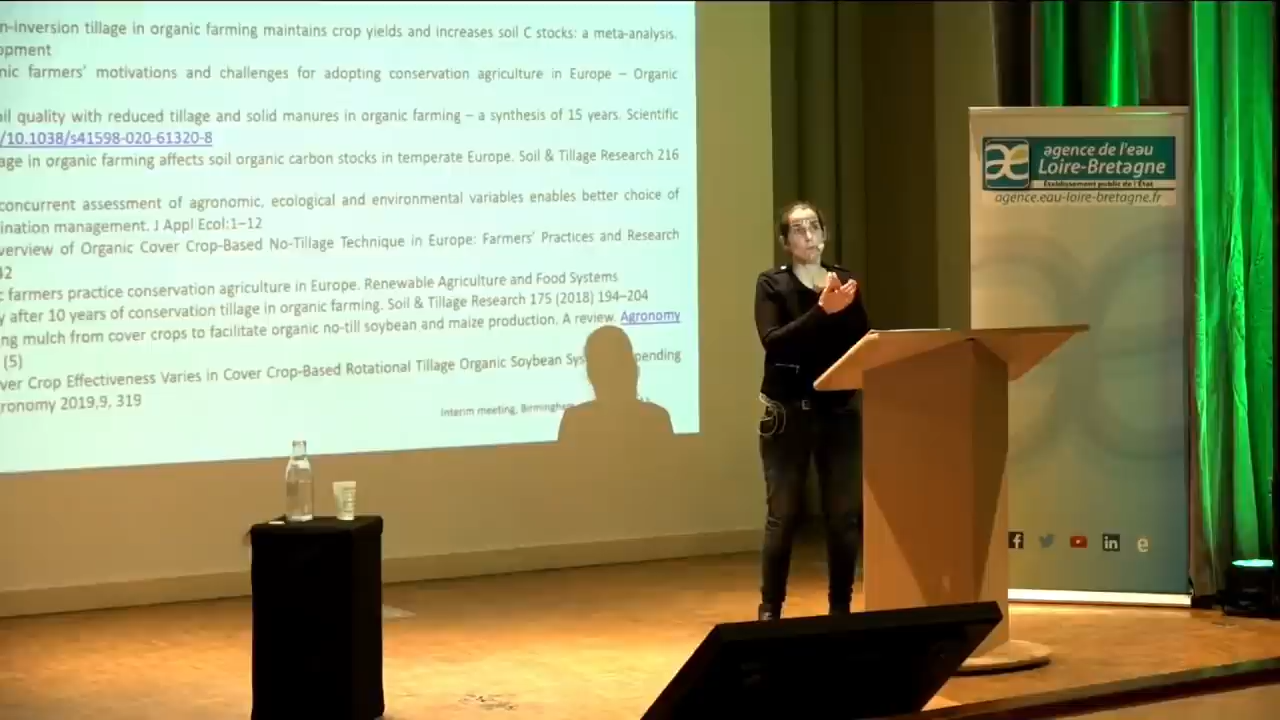 n-inversion tillage in organic farming maintains crop yields and increases soil C stocks: a meta-analysis.
opment
nic farmers' motivations and challenges for adopting conservation agriculture in Europe – Organic
il quality with reduced tillage and solid manures in organic farming – a synthesis of 15 years. Scientific
/10.1038/s41598-020-61320-8
age in organic farming affects soil organic carbon stocks in temperate Europe. Soil & Tillage Research 216
concurrent assessment of agronomic, ecological and environmental variables enables better choice of
ination management. J Appl Ecol:1–12
verview of Organic Cover Crop-Based No-Tillage Technique in Europe: Farmers' Practices and Research
42
c farmers practice conservation agriculture in Europe. Renewable Agriculture and Food Systems
y after 10 years of conservation tillage in organic farming. Soil & Tillage Research 175 (2018) 194–204
ng mulch from cover crops to facilitate organic no-till soybean and maize production. A review. Agronomy
(5)
ver Crop Effectiveness Varies in Cover Crop-Based Rotational Tillage Organic Soybean Sys pending
ronomy 2019,9, 319
Interim meeting, Birmingham
agence de l'eau
Loire-Bretagne
Établissement public de l'État
agence.eau-loire-bretagne.fr